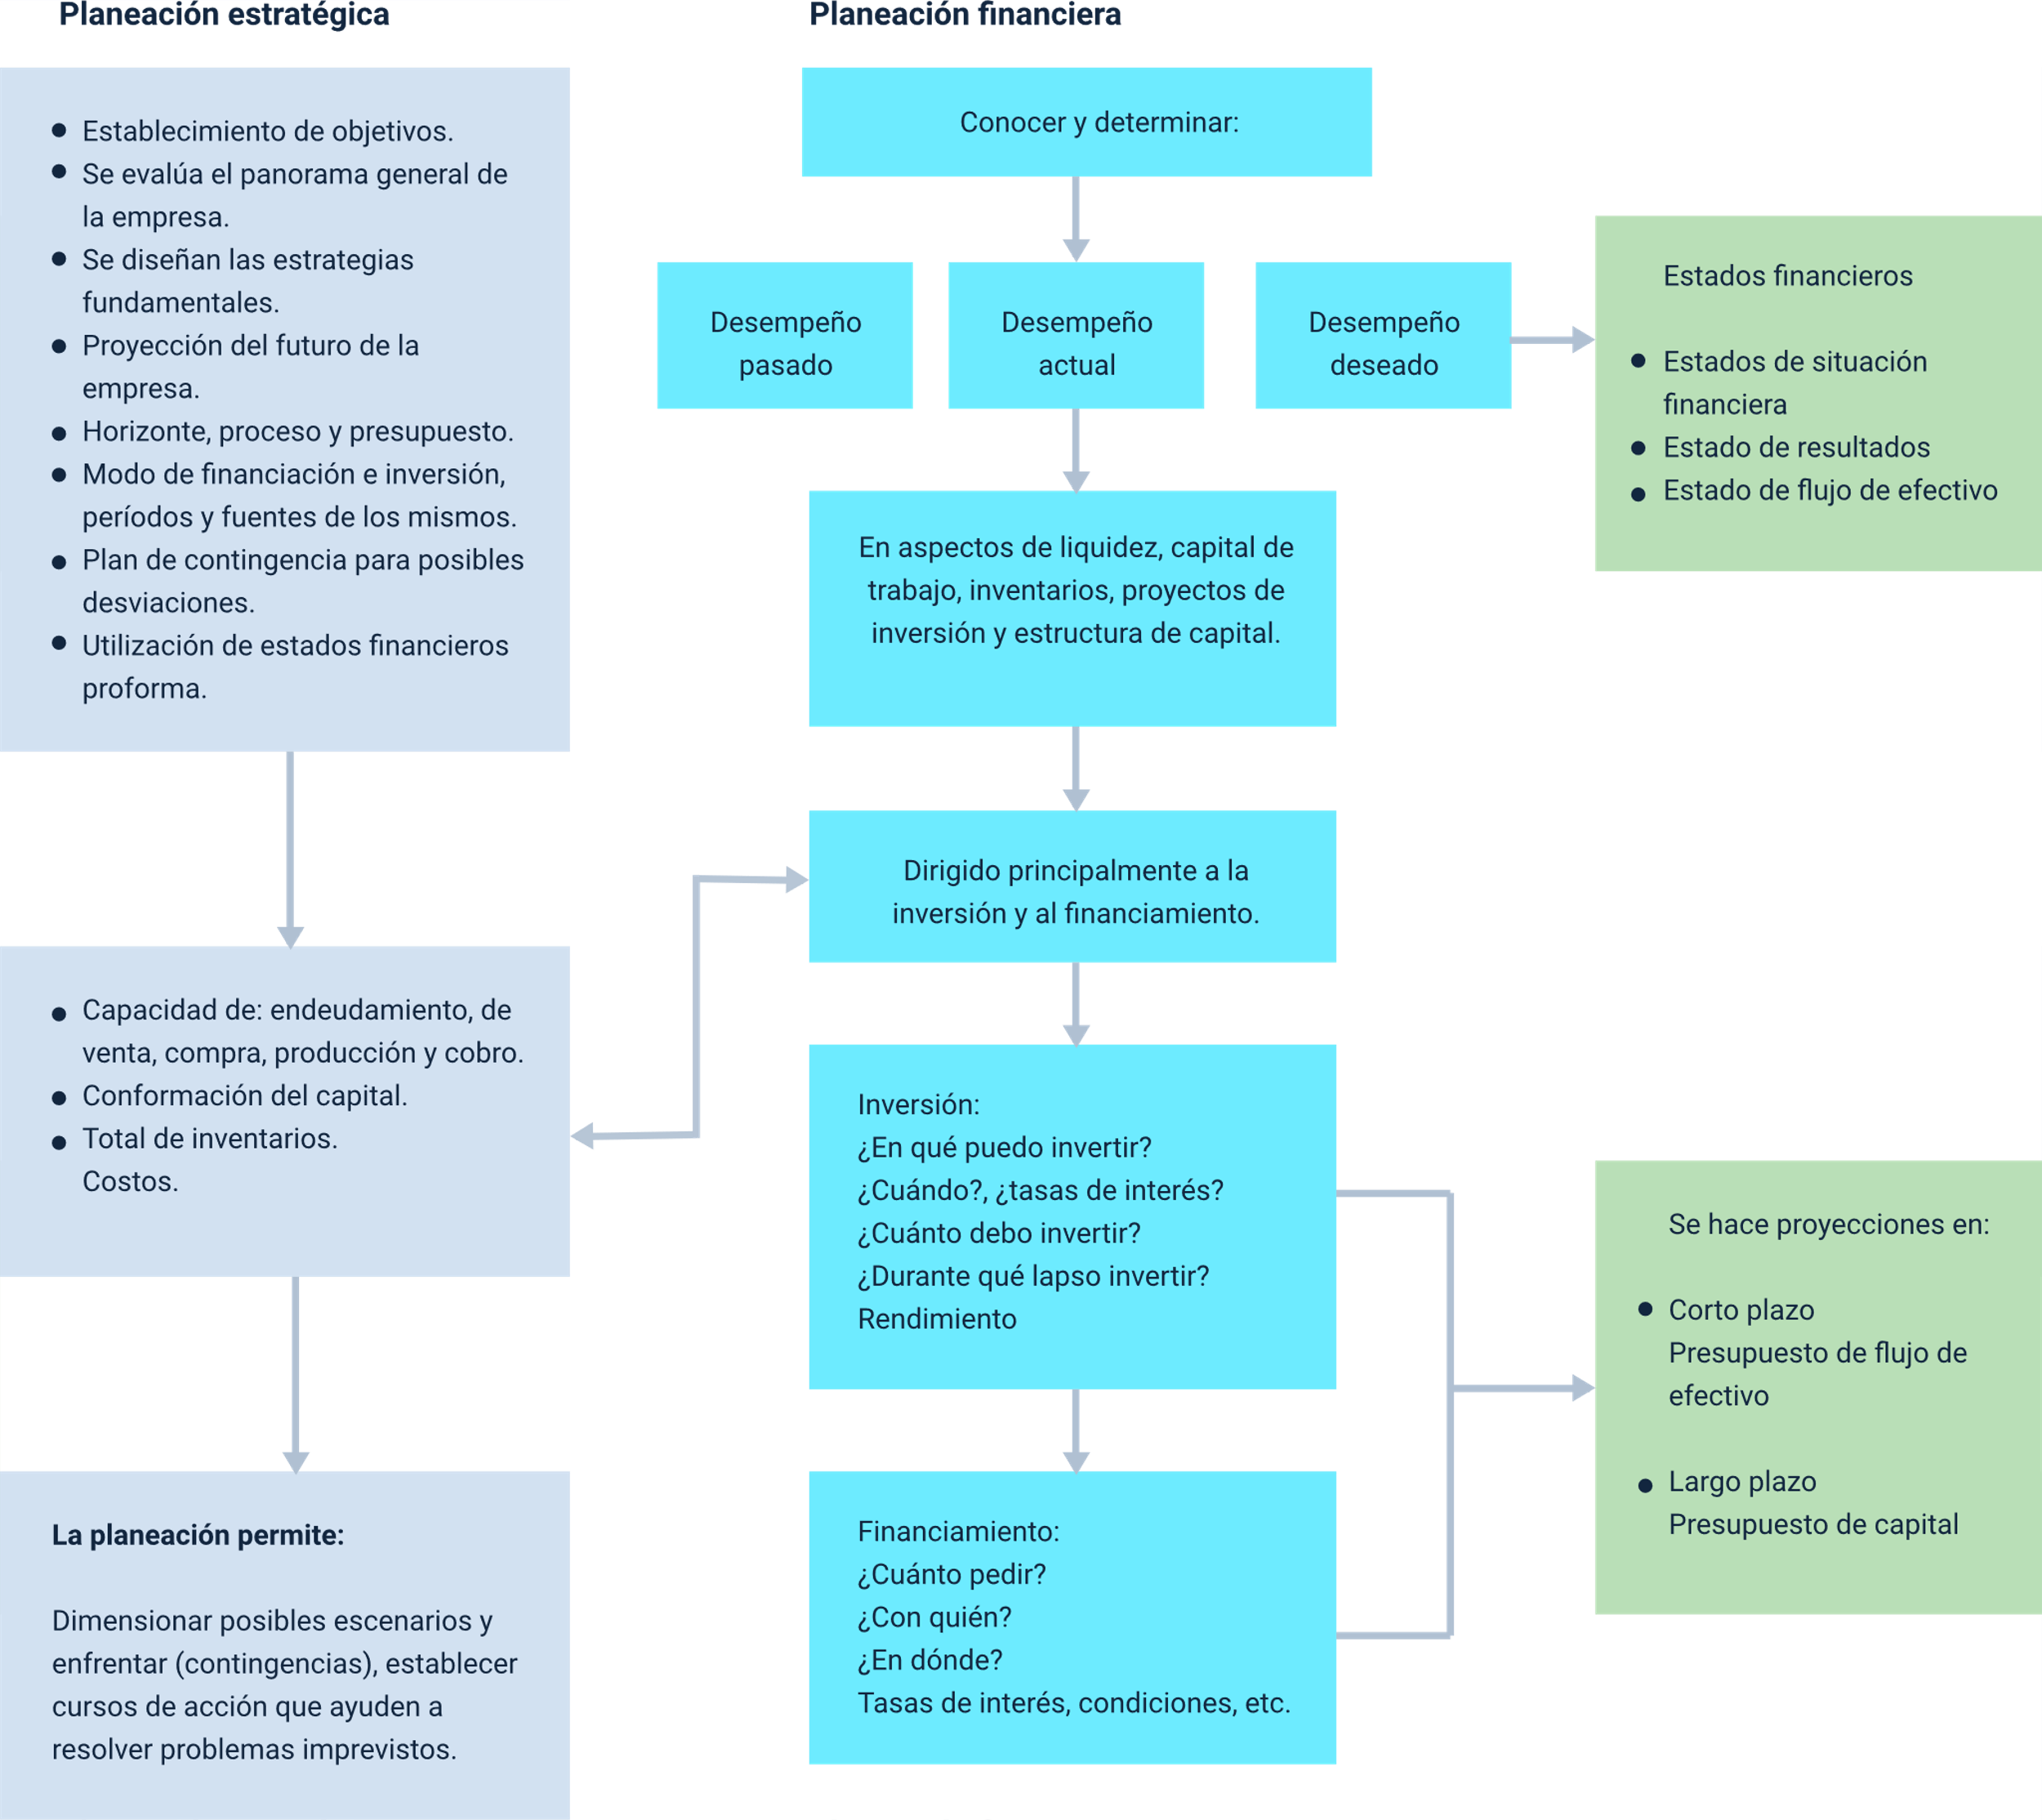 Planeación estratégica
Establecimiento de objetivos.
Se evalúa el panorama general de
la empresa.
Se diseñan las estrategias
fundamentales.
Proyección del futuro de la
empresa.
Horizonte, proceso y presupuesto.
Modo de financiación e inversión,
períodos y fuentes de los mismos.
Plan de contingencia para posibles
desviaciones.
Utilización de estados financieros
proforma.
Capacidad de: endeudamiento, de
venta, compra, producción y cobro.
Conformación del capital.
Total de inventarios.
Costos.
La planeación permite:
Dimensionar posibles escenarios y
enfrentar (contingencias), establecer
cursos de acción que ayuden a
resolver problemas imprevistos.
Planeación financiera
Conocer y determinar:
Desempeño
pasado
Desempeño
actual
Desempeño
deseado
Estados financieros
Estados de situación
financiera
Estado de resultados
Estado de flujo de efectivo
En aspectos de liquidez, capital de
trabajo, inventarios, proyectos de
inversión y estructura de capital.
Dirigido principalmente a la
inversión y al financiamiento.
Inversión:
¿En qué puedo invertir?
¿Cuándo?, ¿tasas de interés?
¿Cuánto debo invertir?
¿Durante qué lapso invertir?
Rendimiento
Financiamiento:
¿Cuánto pedir?
¿Con quién?
¿En dónde?
Tasas de interés, condiciones, etc.
Se hace proyecciones en:
Corto plazo
Presupuesto de flujo de
efectivo
Largo plazo
Presupuesto de capital